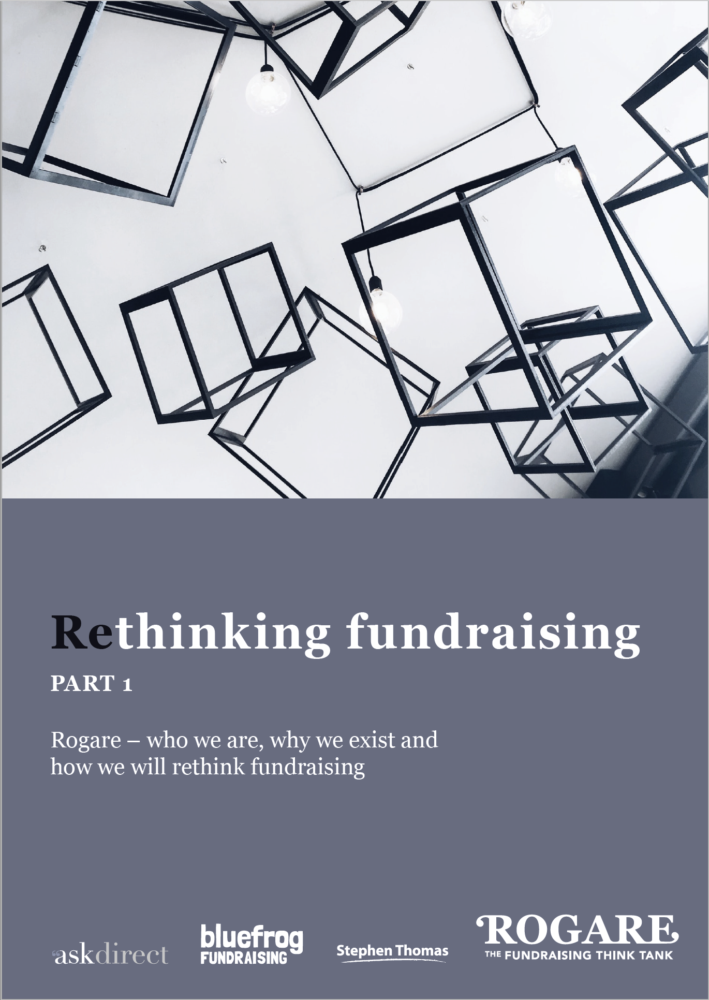 Rethinking fundraising
PART 1
Rogare – who we are, why we exist and
how we will rethink fundraising
“askdirect
bluefrog
FUNDRAISING
Stephen Thomas
ROGARE
THE FUNDRAISING THINK TANK